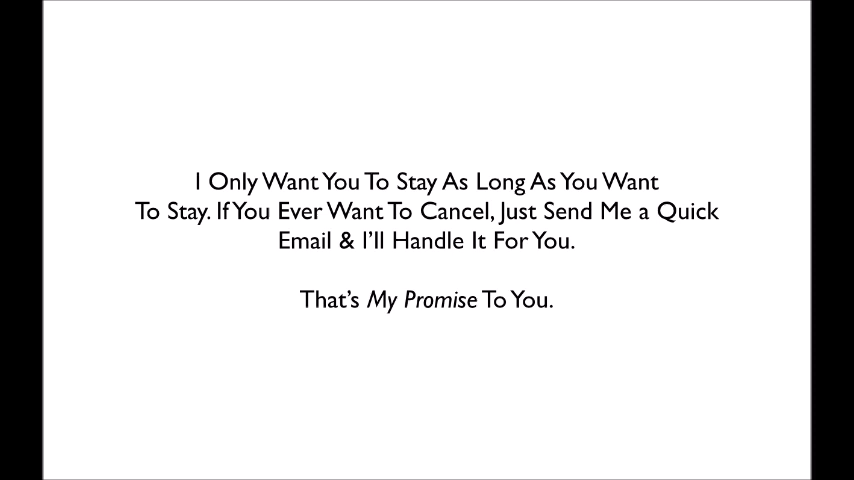 I Only Want You To Stay As Long As You Want
To Stay. If You Ever Want To Cancel, Just Send Me a Quick
Email & I'll Handle It For You.
That's My Promise To You.